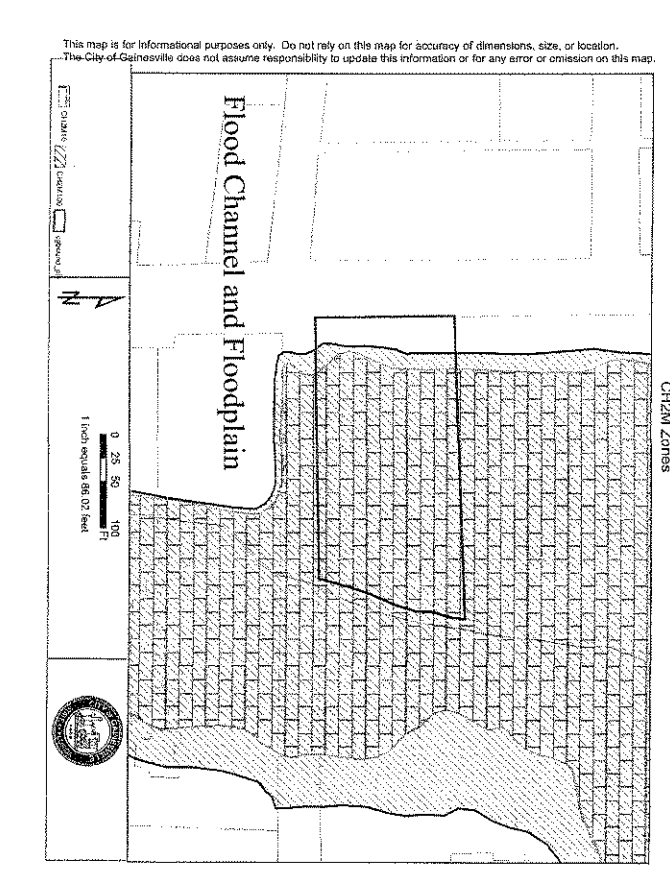 This map is for informational purposes only. Do not rely on this map for accuracy of dimensions, size, or location.
The City of Gainesville does not assume responsibility to update this information or for any error or omission on this map.
CH2M Zones
Flood Channel and Floodplain
CH2M10
CH2M100
N
0 25 50 100
Ft
1 inch equals 86.02 feet